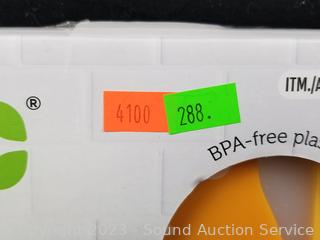 ITM./A
®
4100 288.
BPA-free plas
Copyright 2023 - Sound Auction Service